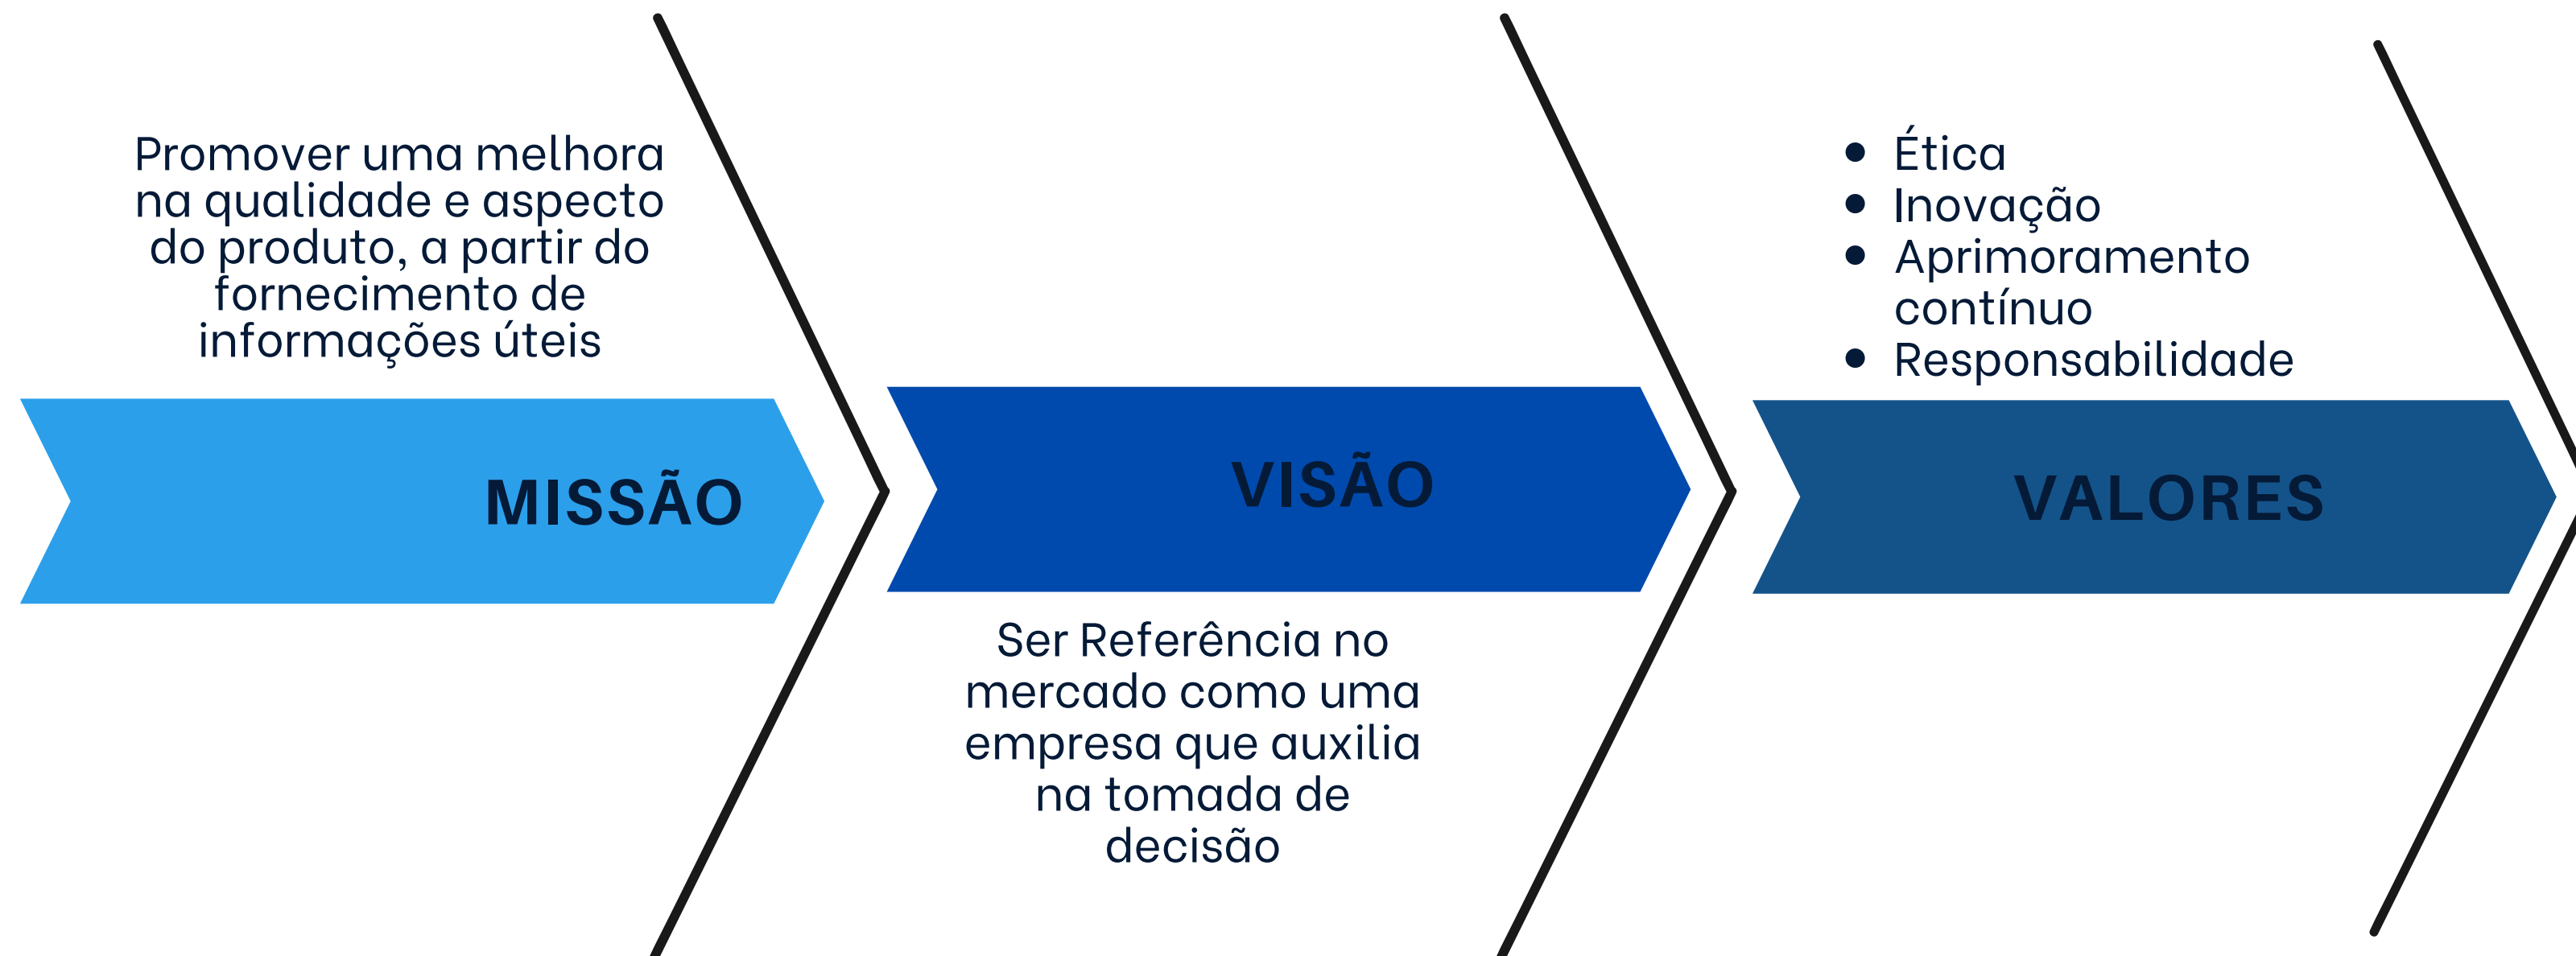 Promover uma melhora
na qualidade e aspecto
do produto, a partir do
fornecimento de
informações úteis
MISSÃO
VISÃO
Ser Referência no
mercado como uma
empresa que auxilia
na tomada de
decisão
• Ética
• Inovação
• Aprimoramento
contínuo
• Responsabilidade
VALORES